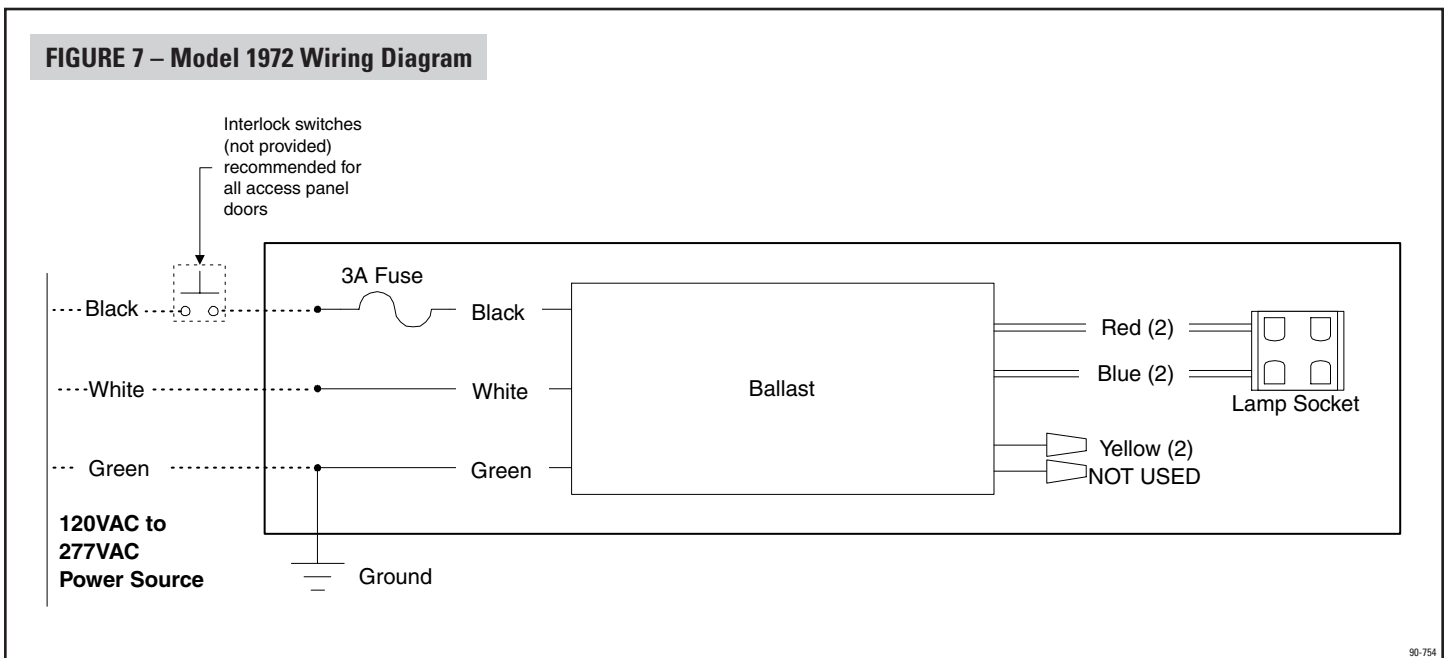 FIGURE 7 – Model 1972 Wiring Diagram
Interlock switches
(not provided)
recommended for
all access panel
doors
3A Fuse
Black
Black
White
White
Green
Green
Ballast
Red (2)
Blue (2)
Lamp Socket
Yellow (2)
NOT USED
120VAC to
277VAC
Power Source
Ground
90-754